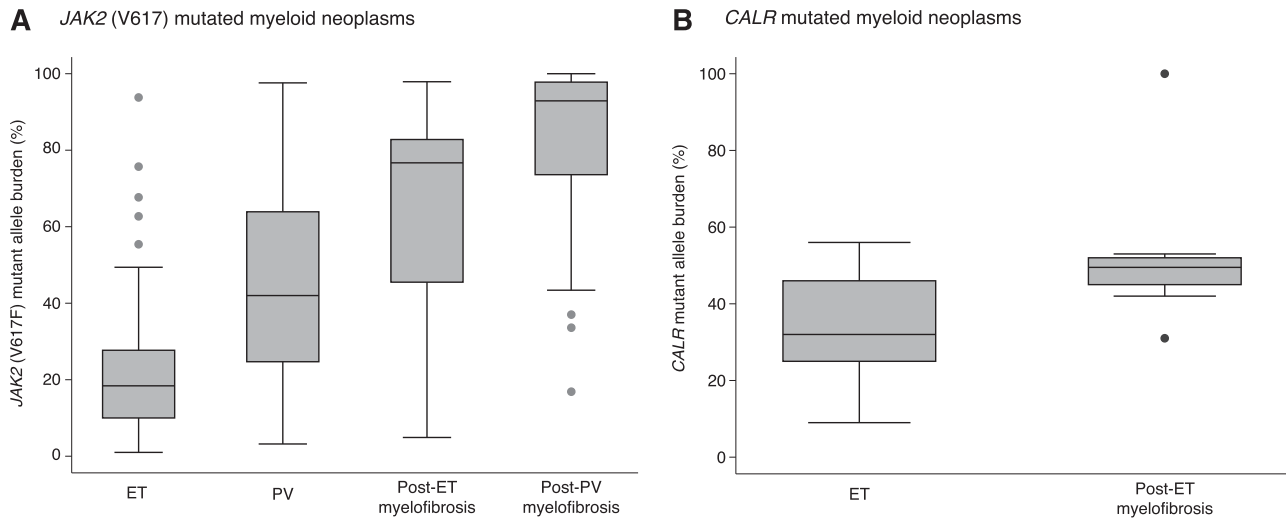 A JAK2 (V617) mutated myeloid neoplasms
JAK2 (V617F) mutant allele burden (%)
100
80
60
40
20
0
ET
PV
Post-ET
myelofibrosis
Post-PV
myelofibrosis
B CALR mutated myeloid neoplasms
CALR mutant allele burden (%)
100
80
60
40
20
0
ET
Post-ET
myelofibrosis